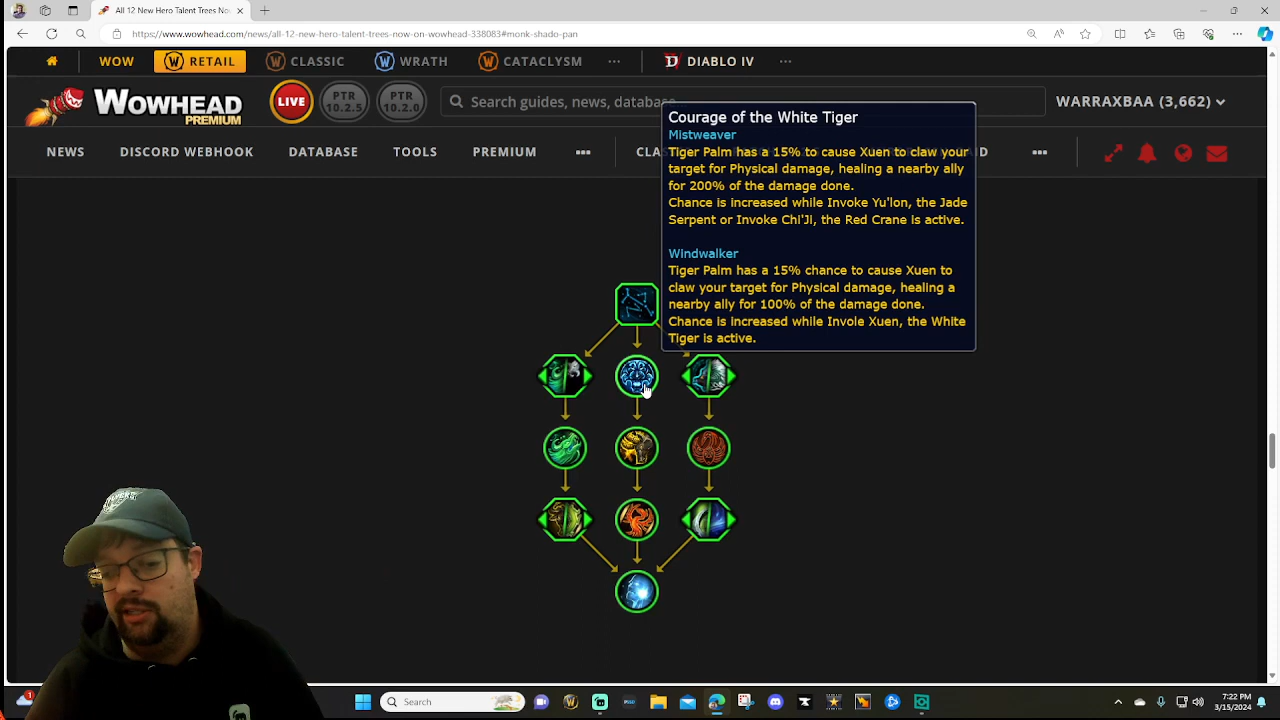 All 12 New Hero Talent Trees No
https://www.wowhead.com/news/all-12-new-hero-talent-trees-now-on-wowhead-338083#monk-shado-pan
WOW
RETAIL
CLASSIC
WRATH
CATACLYSM
DIABLO IV
WOWHEAD
PREMIUM
LIVE
PTR
10.2.5
PTR
10.2.0
Search guides, news, database...
WARRAXBAA (3,662)
NEWS
DISCORD WEBHOOK
DATABASE
TOOLS
PREMIUM
Courage of the White Tiger
Mistweaver
Tiger Palm has a 15% to cause Xuen to claw your
target for Physical damage, healing a nearby ally
for 200% of the damage done.
Chance is increased while Invoke Yu'lon, the Jade
Serpent or Invoke Chi'Ji, the Red Crane is active.
Windwalker
Tiger Palm has a 15% chance to cause Xuen to
claw your target for Physical damage, healing a
nearby ally for 100% of the damage done.
Chance is increased while Invole Xuen, the White
Tiger is active.
1
Search
7:22 PM
3/15/2024